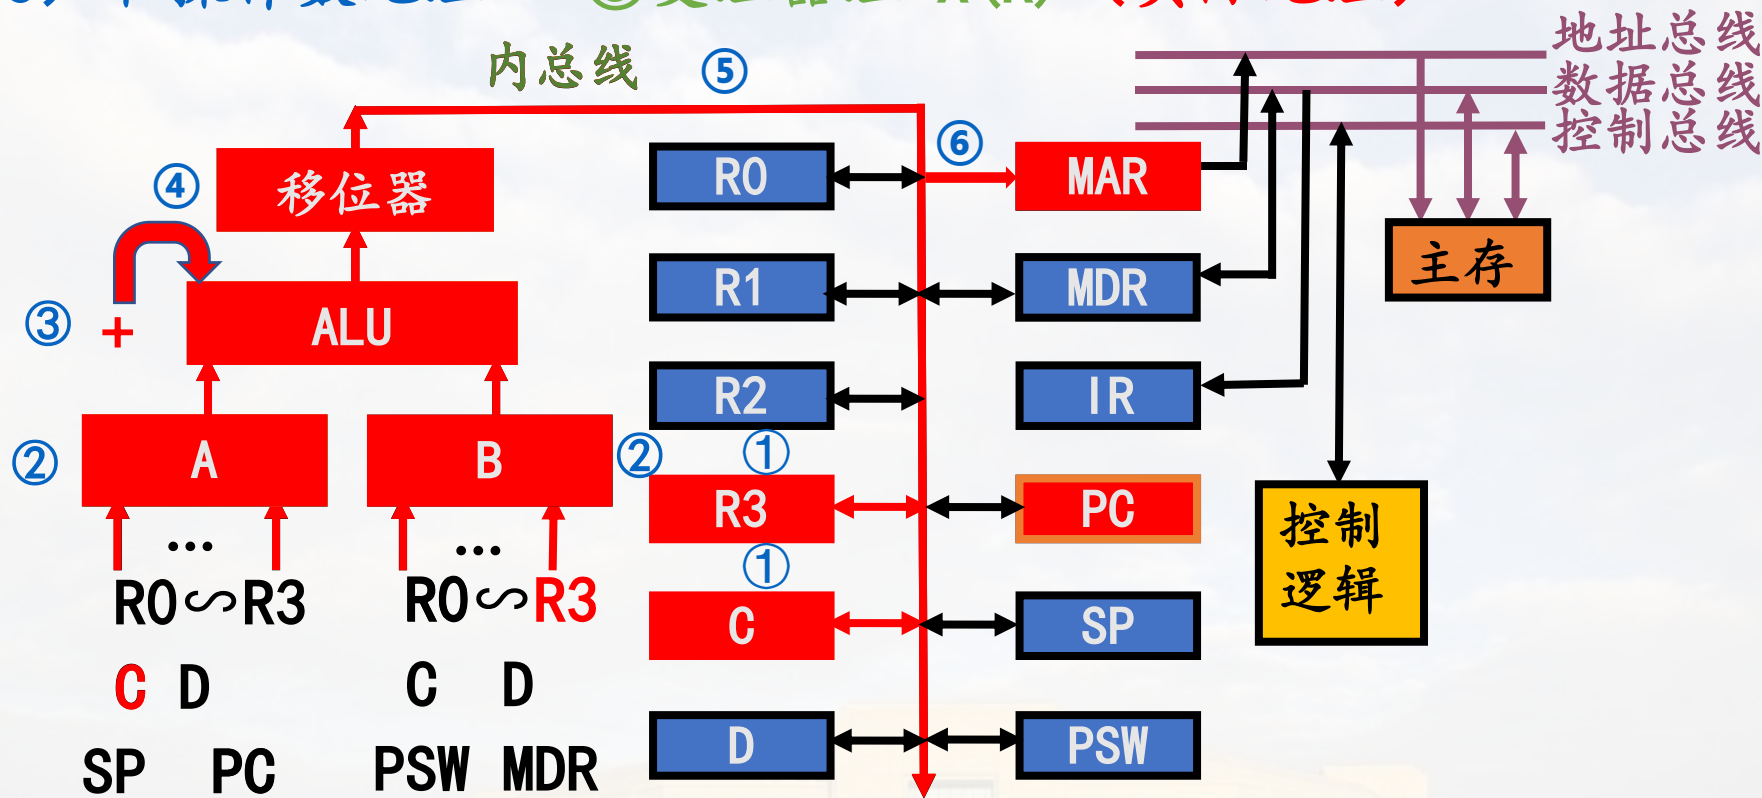 内总线 ⑤
地址总线
数据总线
控制总线
④ 移位器
R0
⑥ MAR
主存
③ +
ALU
R1
MDR
② A
B ②
R2
IR
①
R3
PC
①
C
SP
D
PSW
控制
逻辑
...
R0∽R3
C D
SP PC
...
R0∽R3
C D
PSW MDR